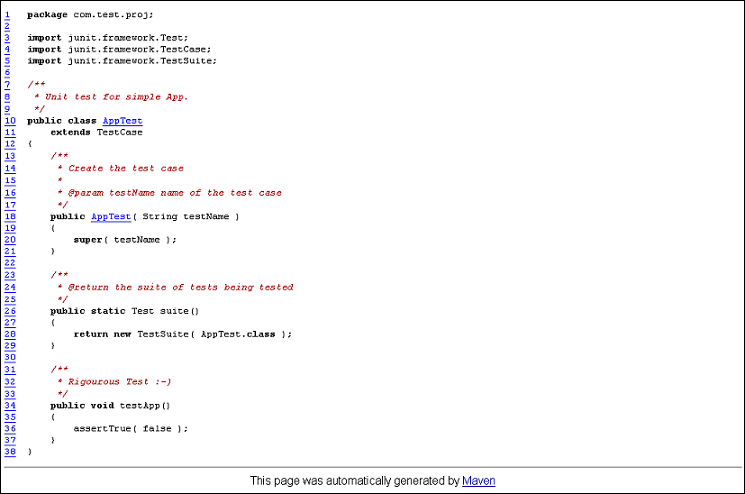 1 package com.test.proj;
2
3 import junit.framework.Test;
4 import junit.framework.TestCase;
5 import junit.framework.TestSuite;
6
7 /**
8  * Unit test for simple App.
9  */
10 public class AppTest
11     extends TestCase
12 {
13     /**
14      * Create the test case
15      *
16      * @param testName name of the test case
17      */
18     public AppTest( String testName )
19     {
20         super( testName );
21     }
22
23     /**
24      * @return the suite of tests being tested
25      */
26     public static Test suite()
27     {
28         return new TestSuite( AppTest.class );
29     }
30
31     /**
32      * Rigourous Test :-)
33      */
34     public void testApp()
35     {
36         assertTrue( false );
37     }
38 }
This page was automatically generated by Maven